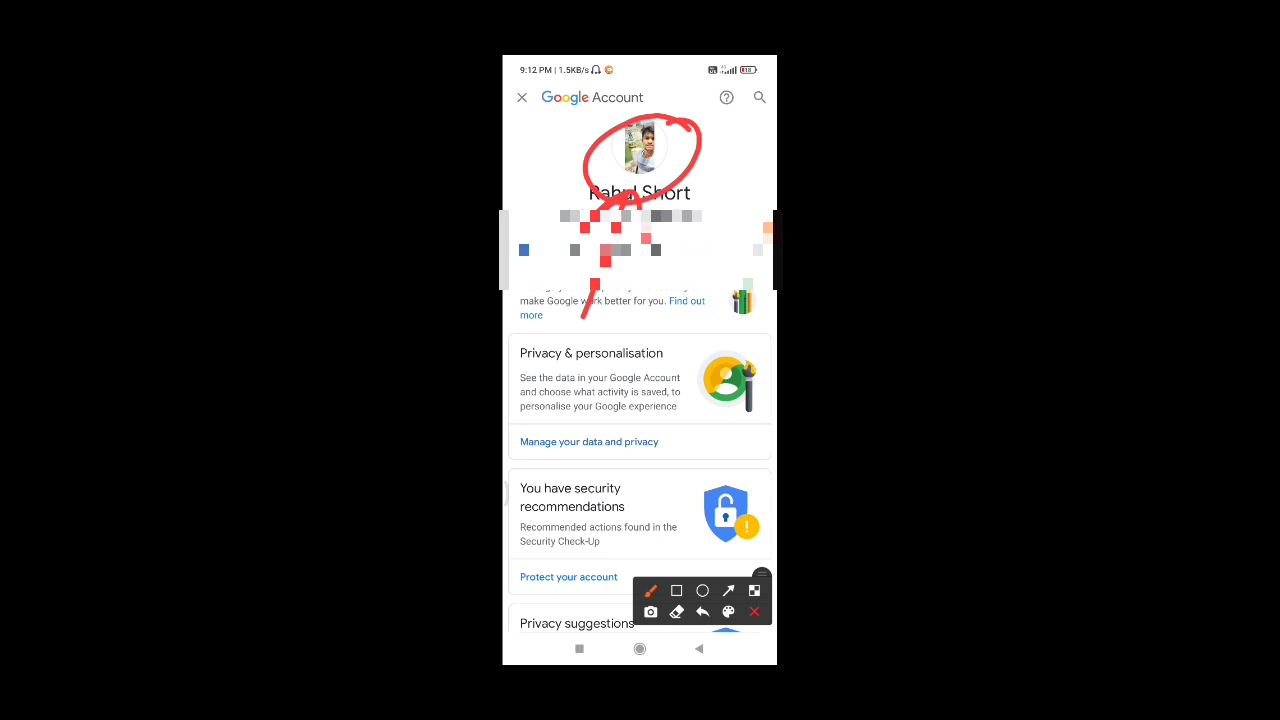 9:12 PM | 1.5KB/s
Google Account
Rahul Short
make Google work better for you. Find out
more
Privacy & personalisation
See the data in your Google Account
and choose what activity is saved, to
personalise your Google experience
Manage your data and privacy
You have security
recommendations
Recommended actions found in the
Security Check-Up
Protect your account
Privacy suggestions